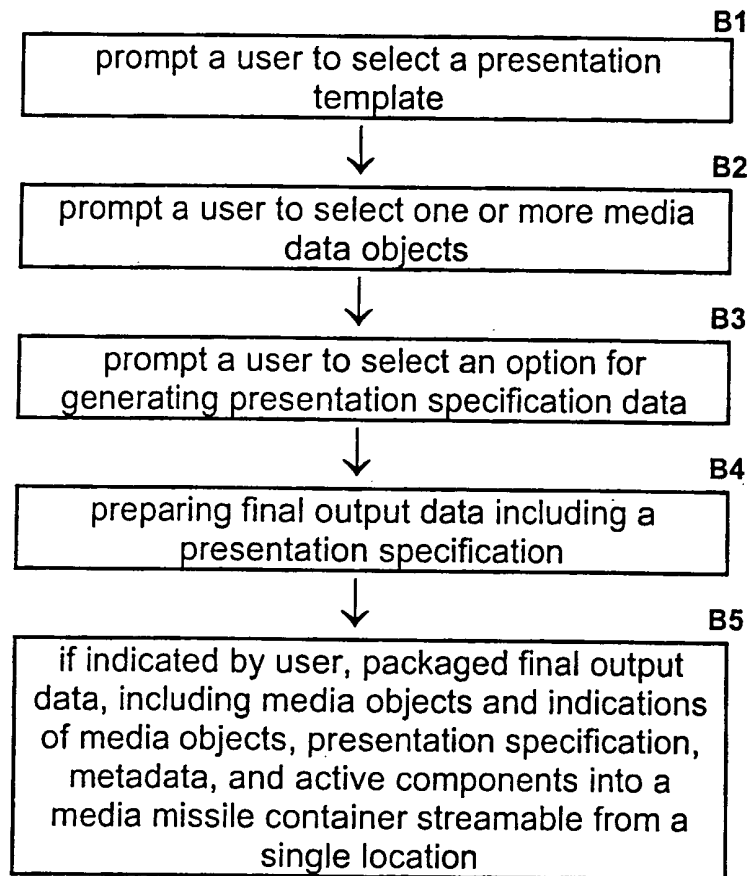 B1
prompt a user to select a presentation
template
B2
prompt a user to select one or more media
data objects
B3
prompt a user to select an option for
generating presentation specification data
B4
preparing final output data including a
presentation specification
B5
if indicated by user, packaged final output
data, including media objects and indications
of media objects, presentation specification,
metadada, and active components into a
media missile container streamable from a
single location